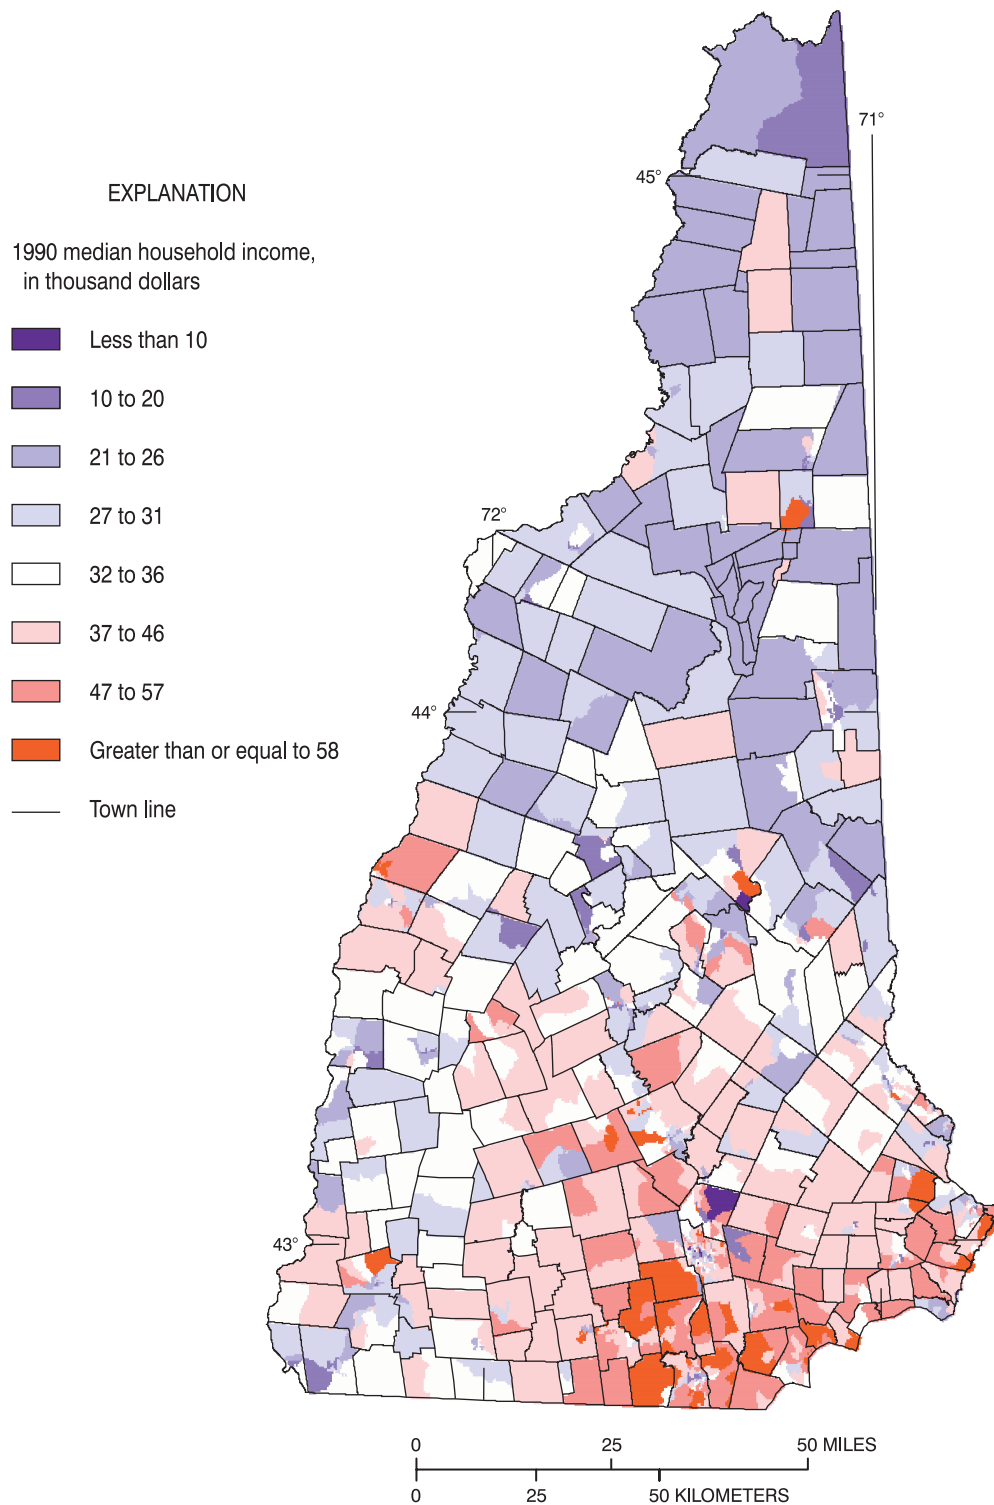 EXPLANATION
1990 median household income,
in thousand dollars
Less than 10
10 to 20
21 to 26
27 to 31
32 to 36
37 to 46
47 to 57
Greater than or equal to 58
Town line
71°
45°
72°
44°
43°
0 25 50 MILES
0 25 50 KILOMETERS